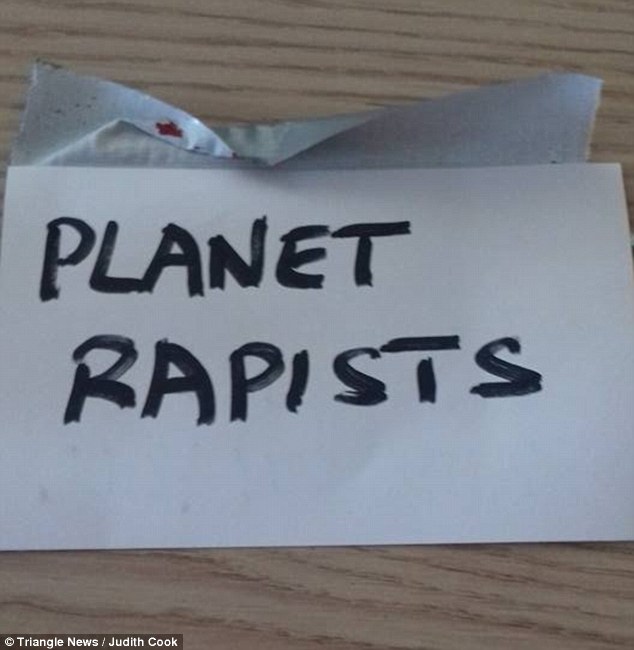 PLANET
RAPISTS
© Triangle News / Judith Cook